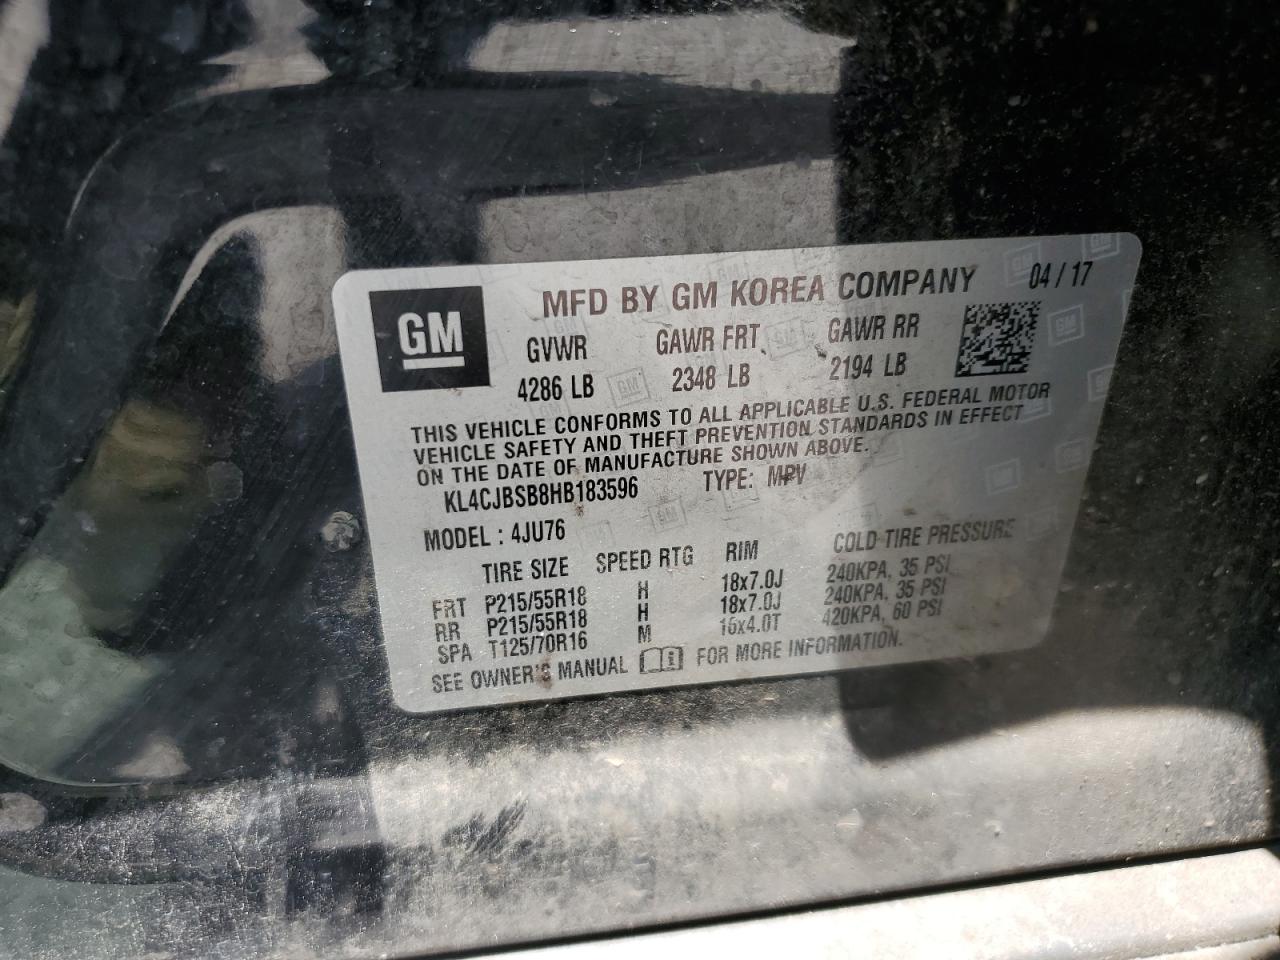 GM
MFD BY GM KOREA COMPANY 04/17
GVWR GAWR FRT. GAWR RR
4286 LB 2348 LB 2194 LB
THIS VEHICLE CONFORMS TO ALL APPLICABLE U.S. FEDERAL MOTOR
VEHICLE SAFETY AND THEFT PREVENTION STANDARDS IN EFFECT
ON THE DATE OF MANUFACTURE SHOWN ABOVE.
KL4CJBSB8HB183596 TYPE: MPV
MODEL: 4JU76
TIRE SIZE SPEED RTG RIM COLD TIRE PRESSURE
FRT P215/55R18 H 18x7.0J 240KPA, 35 PSI
RR P215/55R18 H 18x7.0J 240KPA, 35 PSI
SPA T125/70R16 M 16x4.0T 420KPA, 60 PSI
SEE OWNER'S MANUAL FOR MORE INFORMATION.